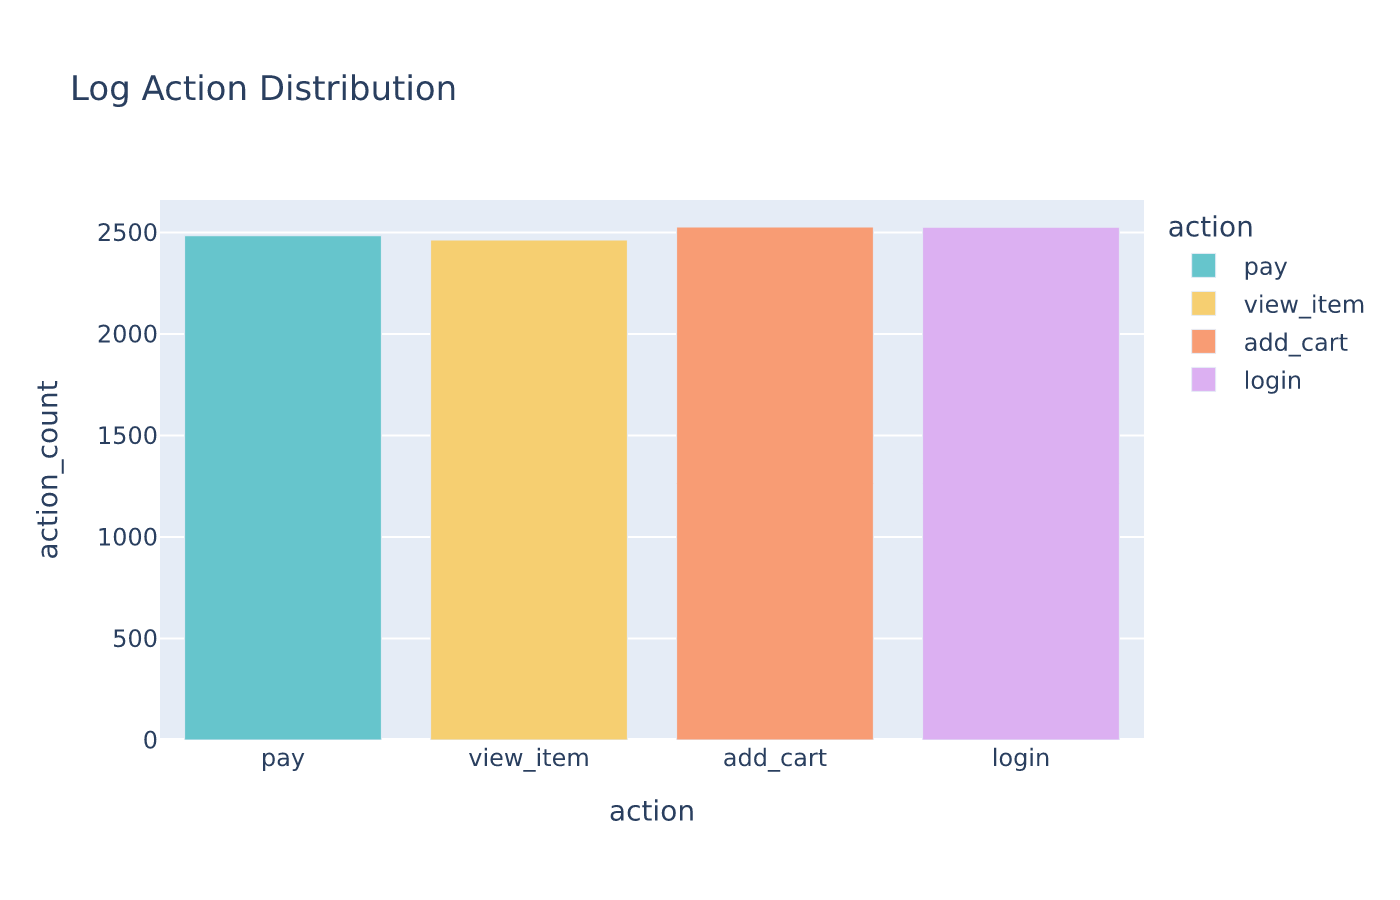 Log Action Distribution
2500
2000
1500
1000
500
0
action_count
pay
view_item
add_cart
login
action
action
pay
view_item
add_cart
login